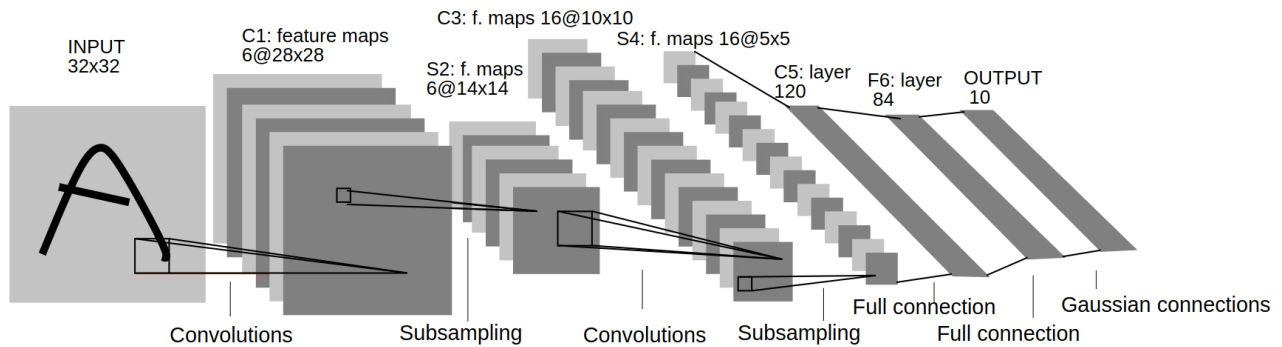 INPUT
32x32
C1: feature maps
6@28x28
S2: f. maps
6@14x14
C3: f. maps 16@10x10
S4: f. maps 16@5x5
C5: layer
120
F6: layer
84
OUTPUT
10
Convolutions
Subsampling
Convolutions
Subsampling
Full connection
Full connection
Gaussian connections